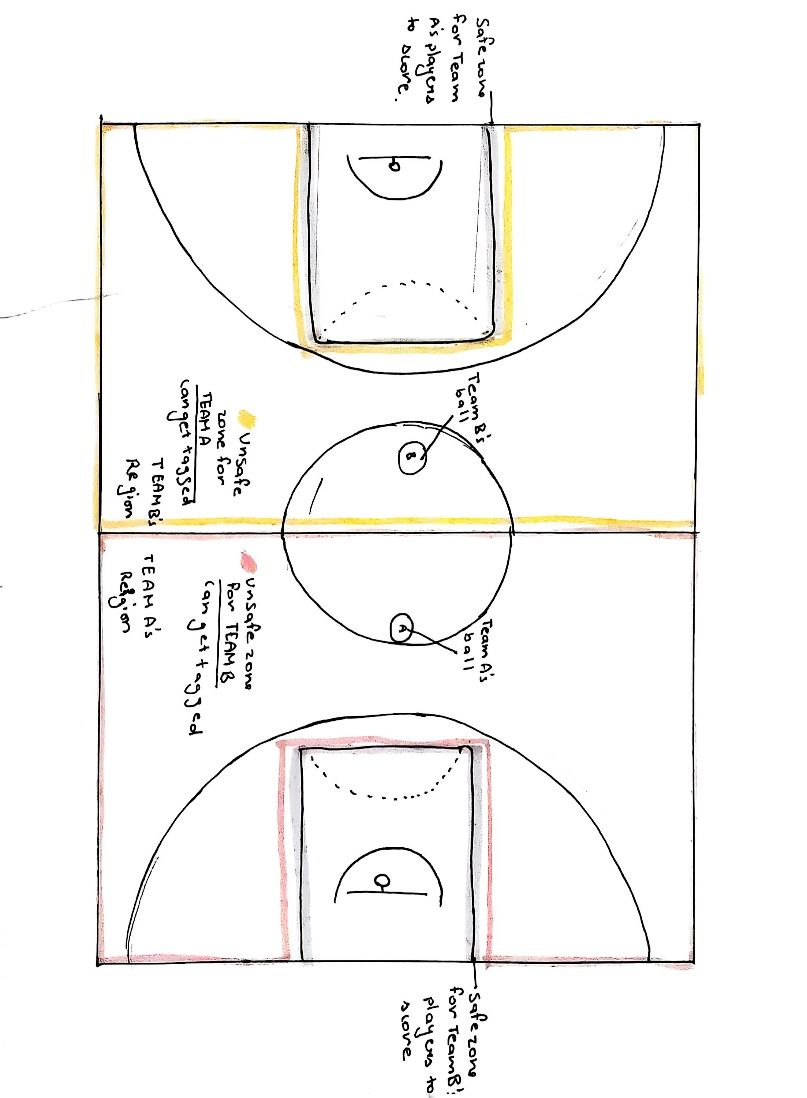 Safe zone
for Team
A's players
to score.
Team B's
ball
B
unsafe
zone for
TEAM A
can get tagged
TEAM B's
Region
Team A's
ball
A
unsafe zone
for TEAM B
can get tagged
TEAM A's
Region
Safe zone
for Team B's
players to
score